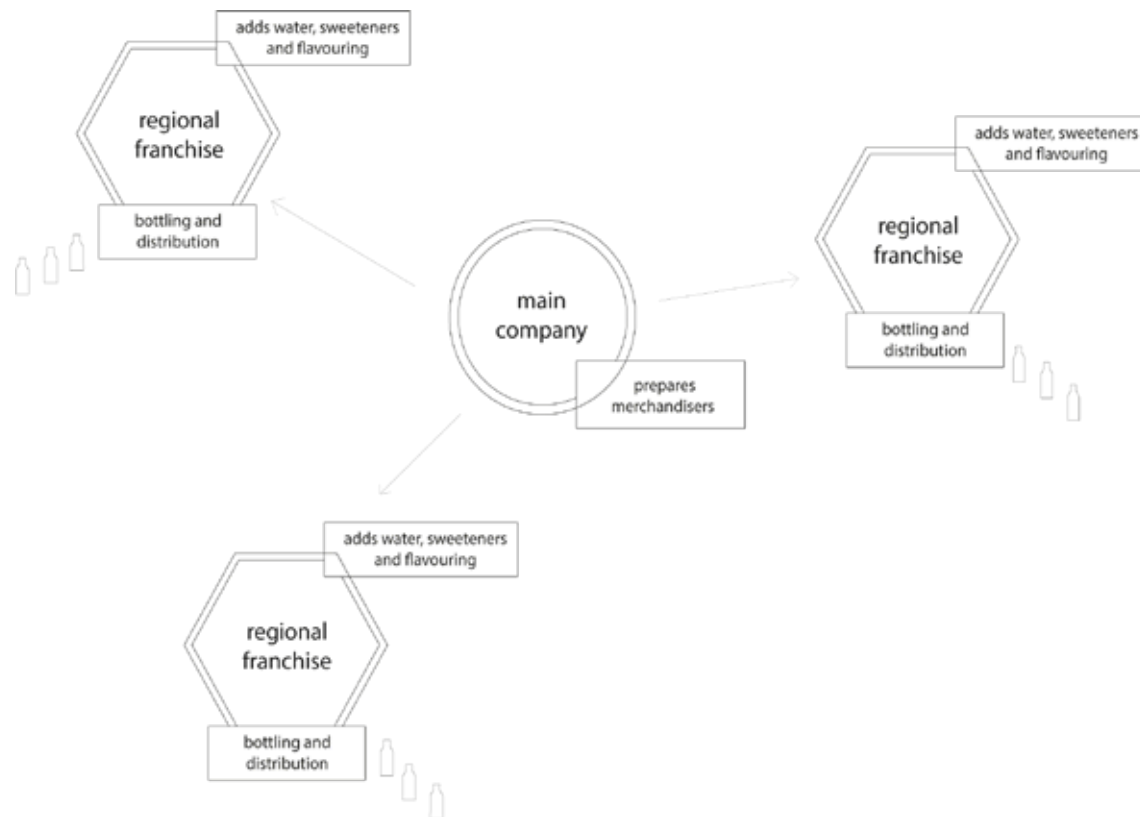 adds water, sweeteners
and flavouring
regional
franchise
bottling and
distribution
adds water, sweeteners
and flavouring
regional
franchise
bottling and
distribution
main
company
prepares
merchandisers
adds water, sweeteners
and flavouring
regional
franchise
bottling and
distribution